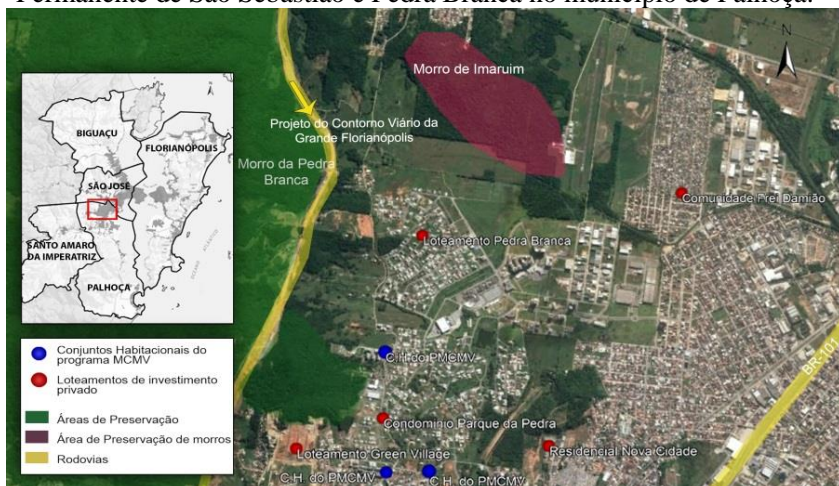 Permanente de São Sebastião e Pedra Branca no município de Palhoça.
N
Morro de Imaruim
Projeto do Contorno Viário da
Grande Florianópolis
Morro da Pedra
Branca
BIGUAÇU
FLORIANÓPOLIS
SÃO JOSÉ
SANTO AMARO
DA IMPERATRIZ
PALHOÇA
Comunidade Frei Damião
Loteamento Pedra Branca
C.H. do PMCMV
Condomínio Parque da Pedra
BR-101
Loteamento Green Village
Residencial Nova Cidade
C.H. do PMCMV
C.H. do PMCMV
Conjuntos Habitacionais do
programa MCMV
Loteamentos de investimento
privado
Áreas de Preservação
Área de Preservação de morros
Rodovias